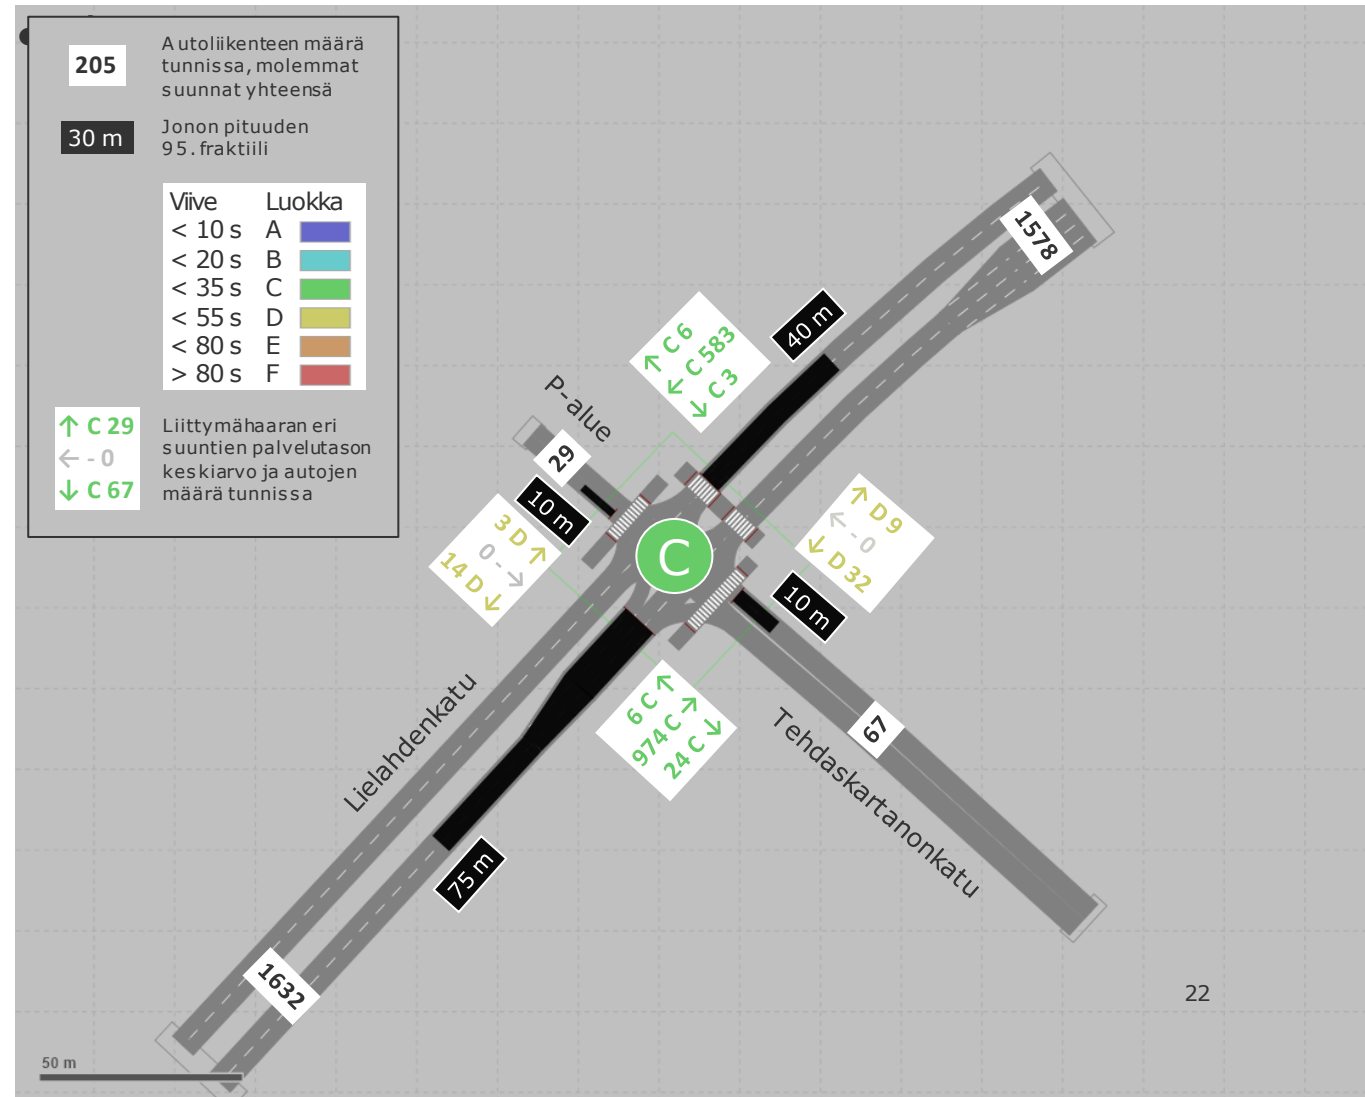 205
Autoliikenteen määrä
tunnissa, molemmat
suunnat yhteensä
30 m
Jonon pituuden
95. fraktiili
Viive Luokka
< 10 s A
< 20 s B
< 35 s C
< 55 s D
< 80 s E
> 80 s F
↑ C 29
← - 0
↓ C 67
Liittymähaaran eri
suuntien palvelutason
keskiarvo ja autojen
määrä tunnissa
1578
40 m
↑ C 6
← C 583
↓ C 3
P-alue
29
10 m
3 D ↑
0 - →
14 D ↓
C
↑ D 9
← - 0
↓ D 32
10 m
6 C ↑
974 C →
24 C ↓
Lielahdenkatu
Tehdaskartanonkatu
67
75 m
1632
22
50 m